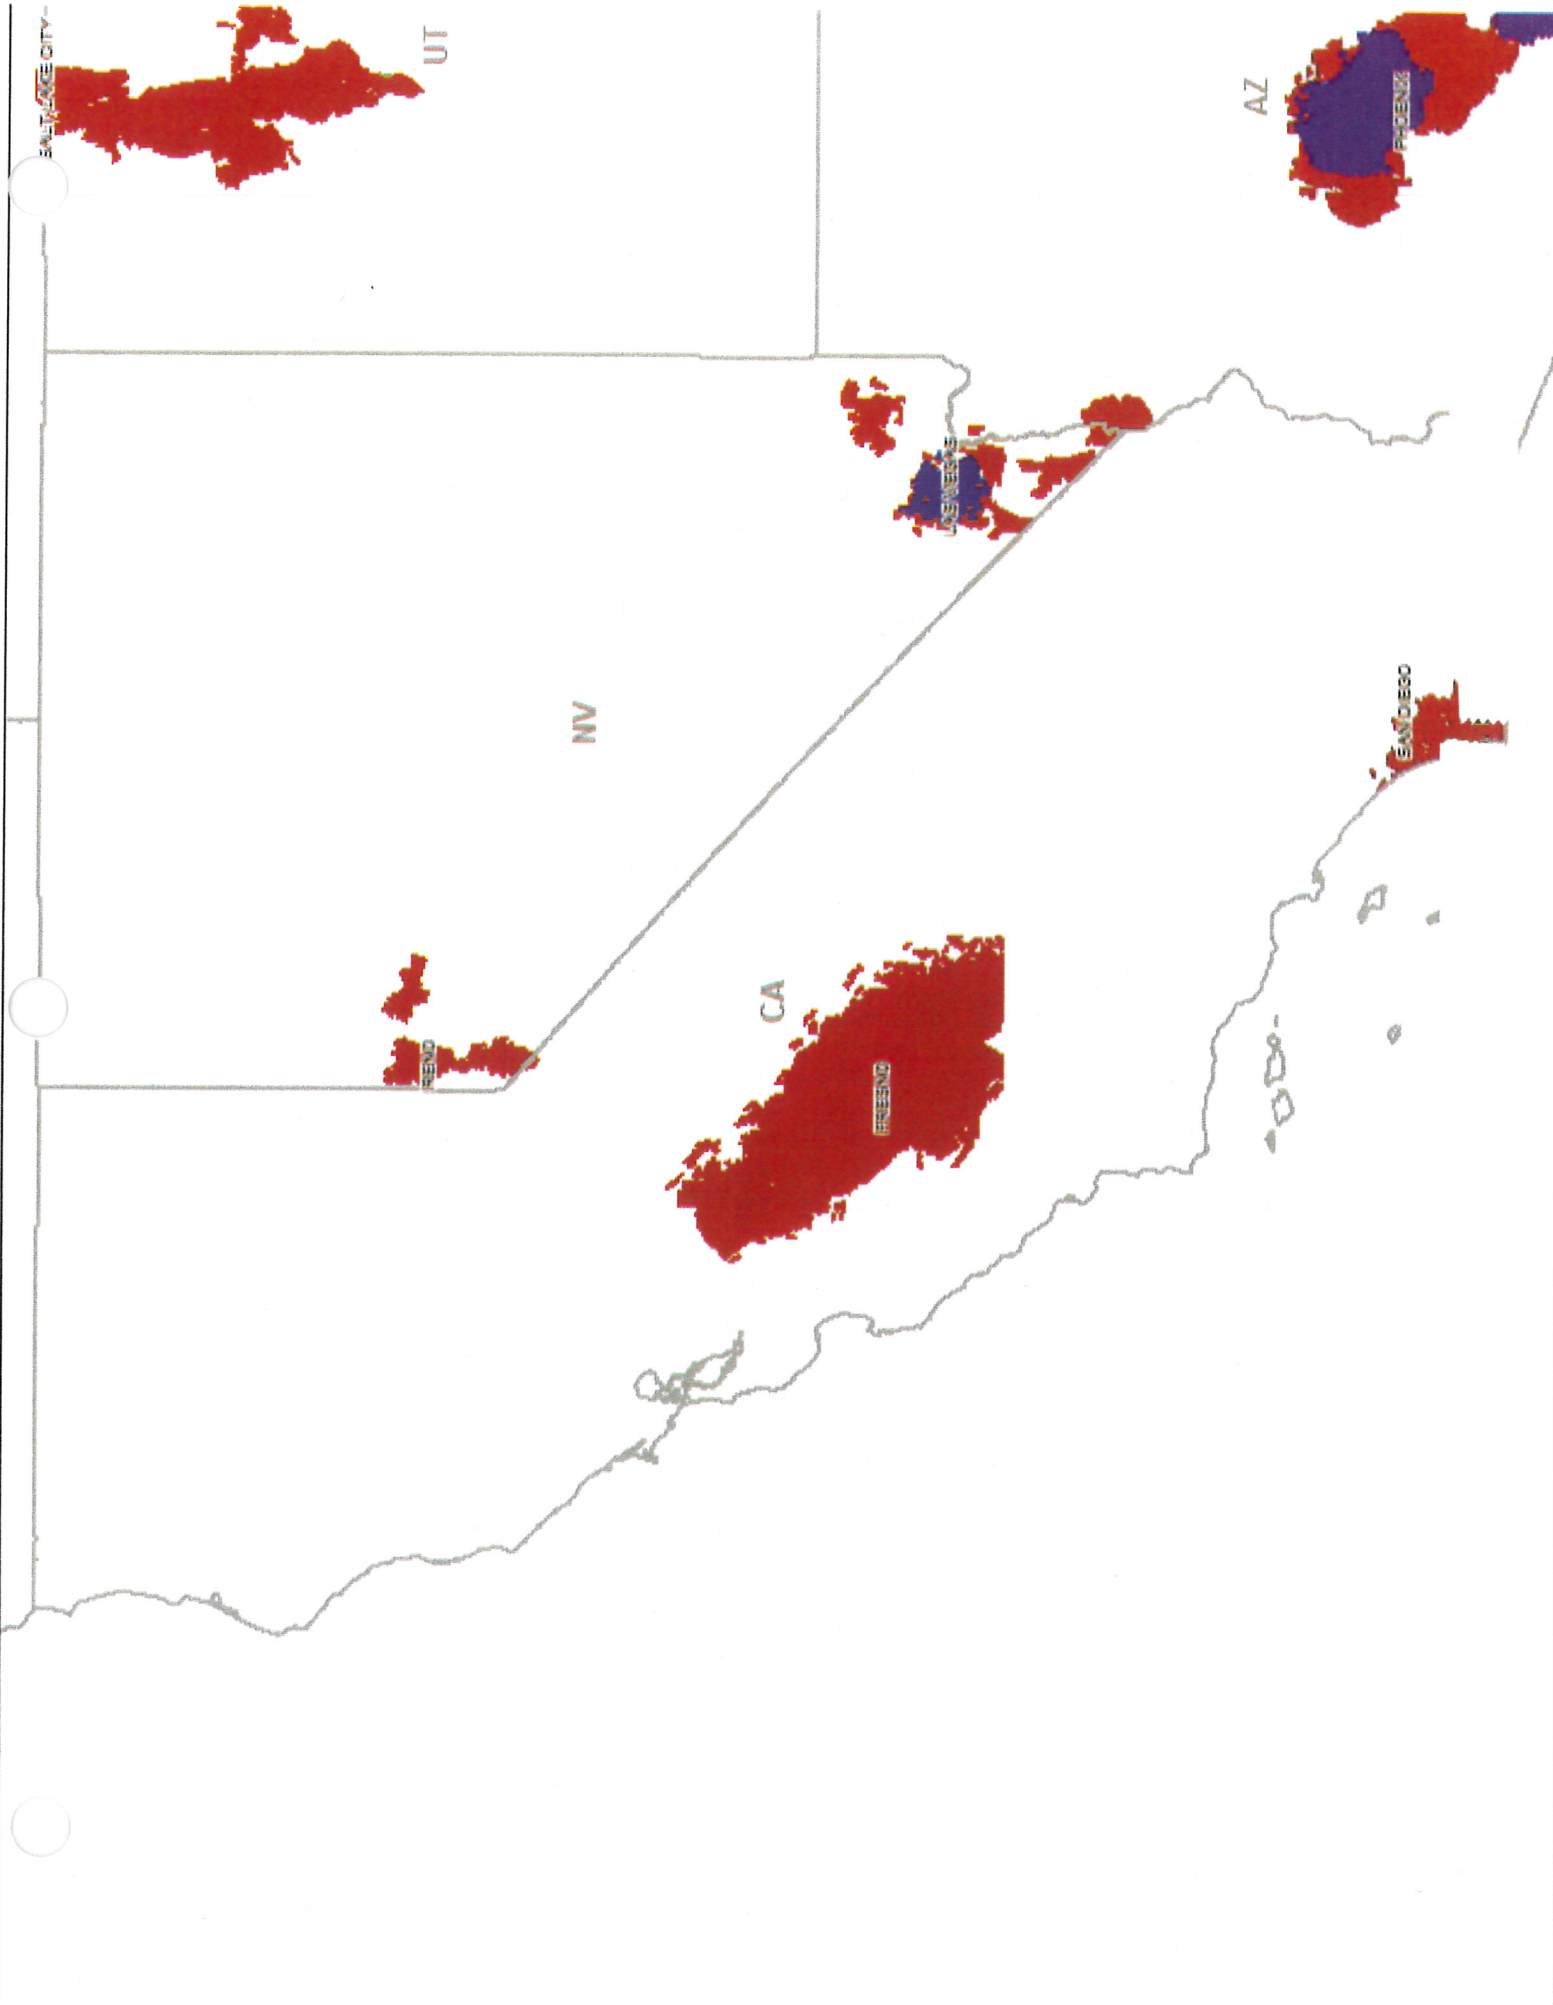 SALT LAKE CITY
UT
RENO
NV
CA
FRESNO
LAS VEGAS
AZ
PHOENIX
SAN DIEGO